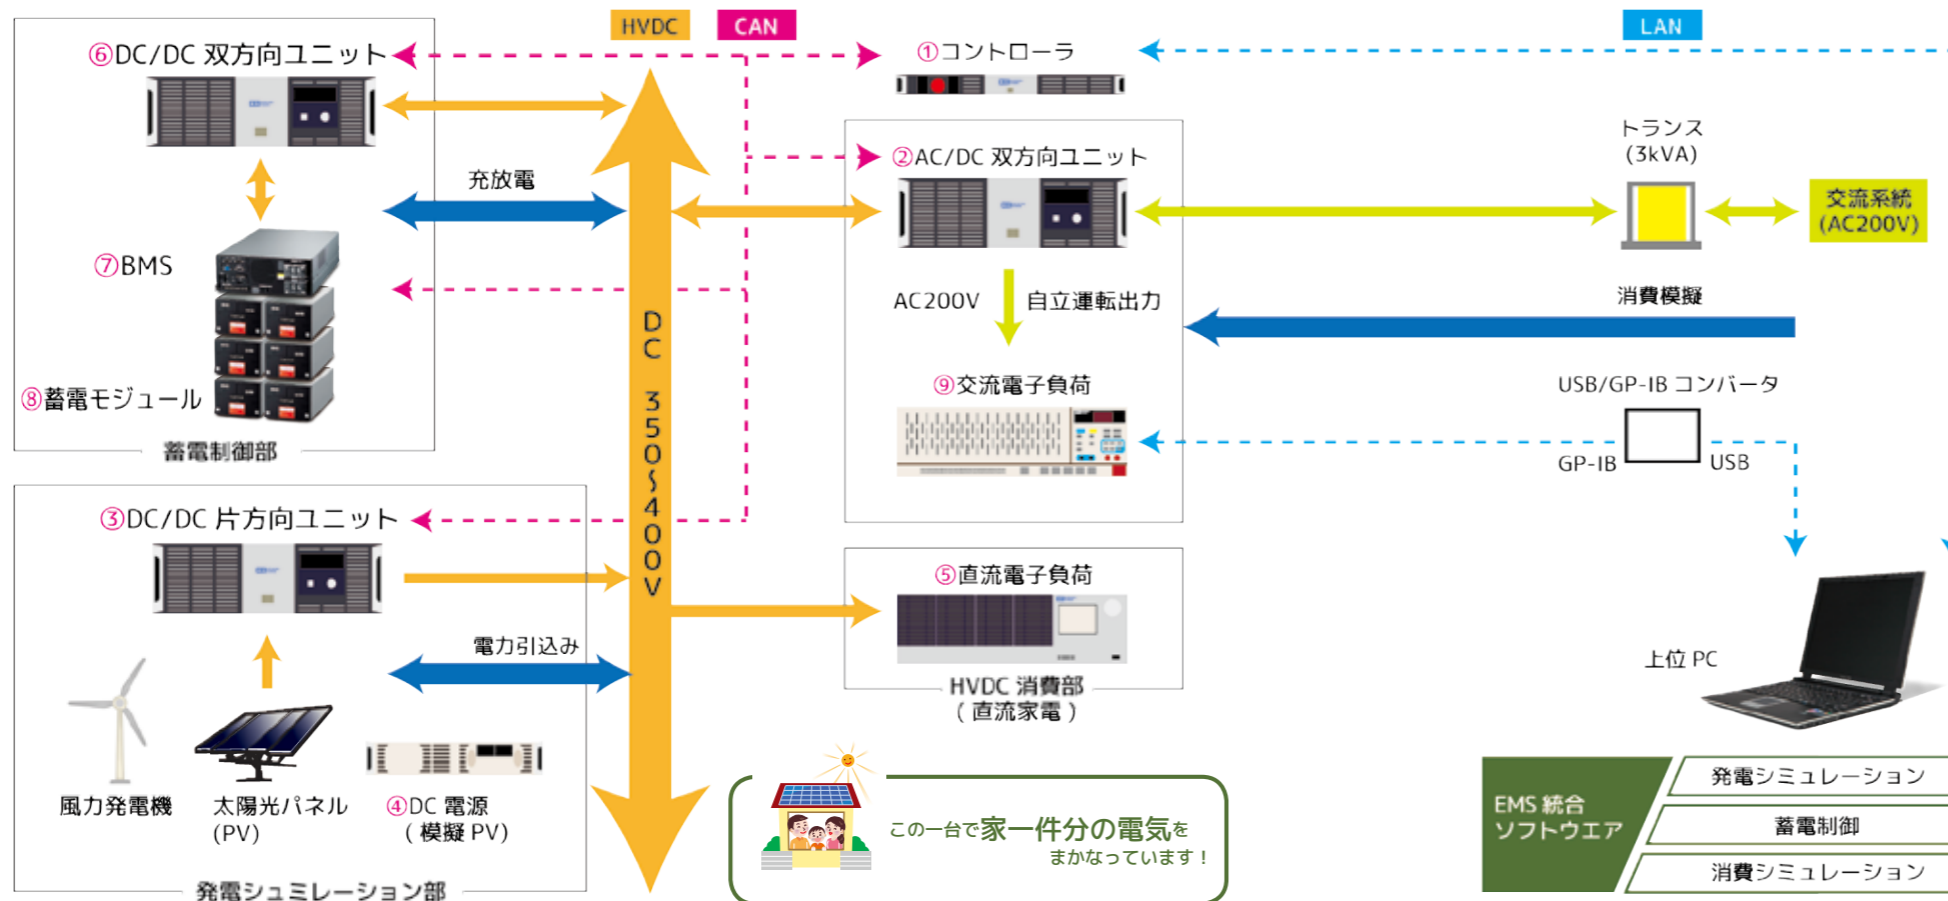 HVDC
CAN
LAN
⑥DC/DC 双方向ユニット
①コントローラ
トランス
(3kVA)
②AC/DC 双方向ユニット
充放電
交流系統
(AC200V)
⑦BMS
AC200V
自立運転出力
消費模擬
DC 350〜400V
⑨交流電子負荷
USB/GP-IB コンバータ
⑧蓄電モジュール
蓄電制御部
GP-IB
USB
③DC/DC 片方向ユニット
⑤直流電子負荷
電力引込み
上位 PC
HVDC 消費部
( 直流家電 )
風力発電機
太陽光パネル
(PV)
④DC 電源
( 模擬 PV)
発電シュミレーション部
この一台で家一件分の電気を
まかなっています！
EMS 統合
ソフトウエア
発電シミュレーション
蓄電制御
消費シミュレーション